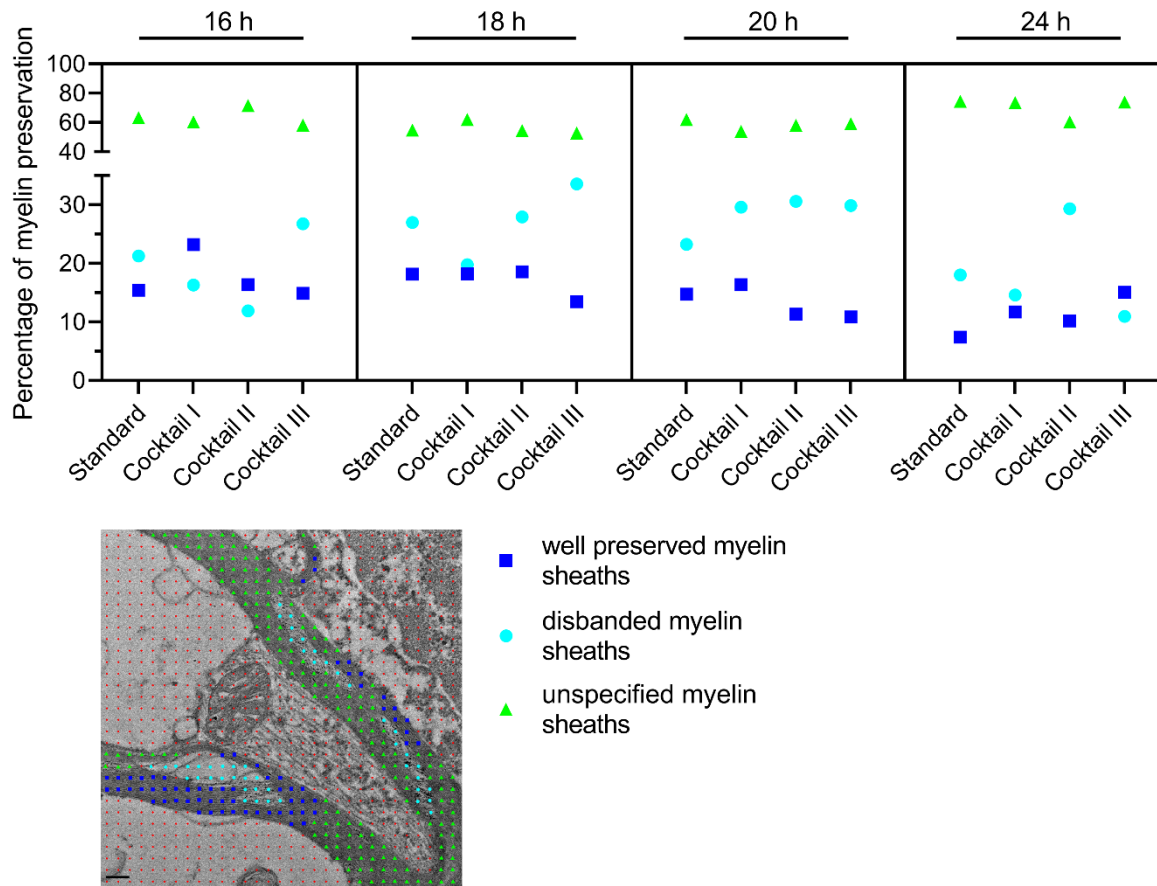 16 h 18 h 20 h 24 h
Percentage of myelin preservation
100
80
60
40
30
20
10
0
Standard Cocktail I Cocktail II Cocktail III Standard Cocktail I Cocktail II Cocktail III Standard Cocktail I Cocktail II Cocktail III Standard Cocktail I Cocktail II Cocktail III
well preserved myelin
sheaths
disbanded myelin
sheaths
unspecified myelin
sheaths